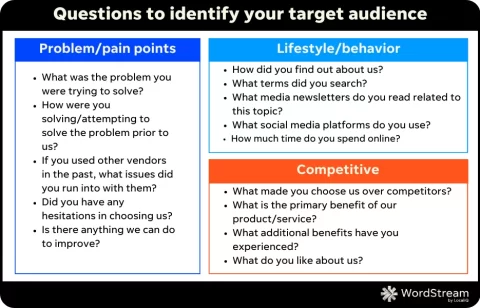 Questions to identify your target audience
Problem/pain points
• What was the problem you
were trying to solve?
• How were you
solving/attempting to
solve the problem prior to
us?
• If you used other vendors
in the past, what issues did
you run into with them?
• Did you have any
hesitations in choosing us?
• Is there anything we can do
to improve?
Lifestyle/behavior
• How did you find out about us?
• What terms did you search?
• What media newsletters do you read related to
this topic?
• What social media platforms do you use?
• How much time do you spend online?
Competitive
• What made you choose us over competitors?
• What is the primary benefit of our
product/service?
• What additional benefits have you
experienced?
• What do you like about us?
WordStream
by LocaliQ